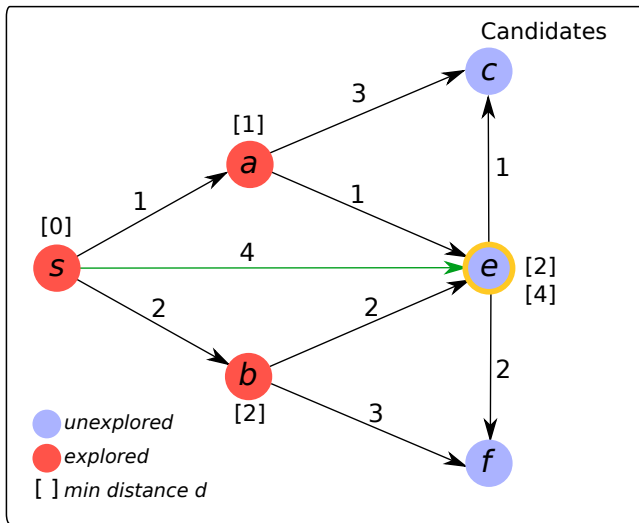 Candidates
c
3
[1]
a
1
1
1
[0]
s
4
e
[2]
[4]
2
2
2
b
[2]
3
f
unexplored
explored
[ ] min distance d